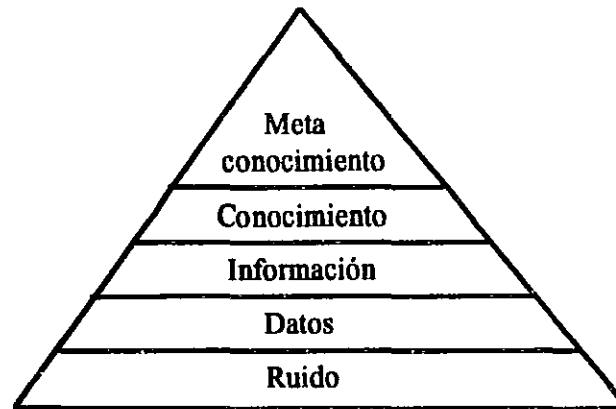 Meta
conocimiento
Conocimiento
Información
Datos
Ruido